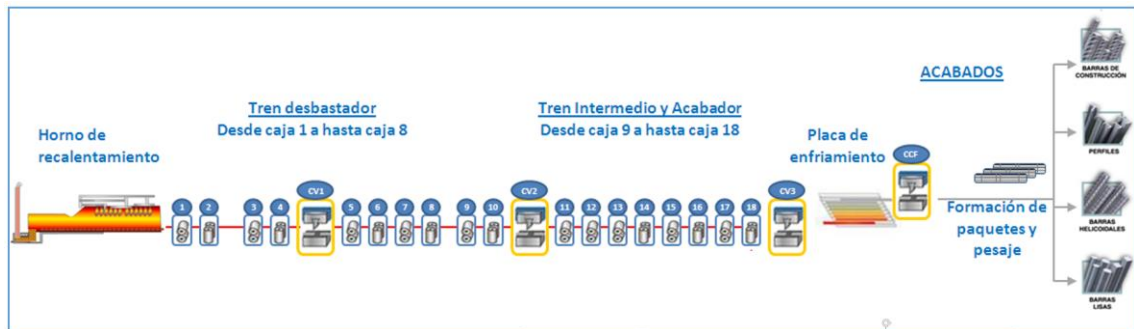 ACABADOS
BARRAS DE
CONSTRUCCIÓN
Tren desbastador
Desde caja 1 a hasta caja 8
Tren Intermedio y Acabador
Desde caja 9 a hasta caja 18
Horno de
recalentamiento
Placa de
enfriamiento
PERFILES
CCF
CV1
CV2
CV3
1
2
3
4
5
6
7
8
9
10
11
12
13
14
15
16
17
18
Formación de
paquetes y
pesaje
BARRAS
HELICOIDALES
BARRAS
LISAS